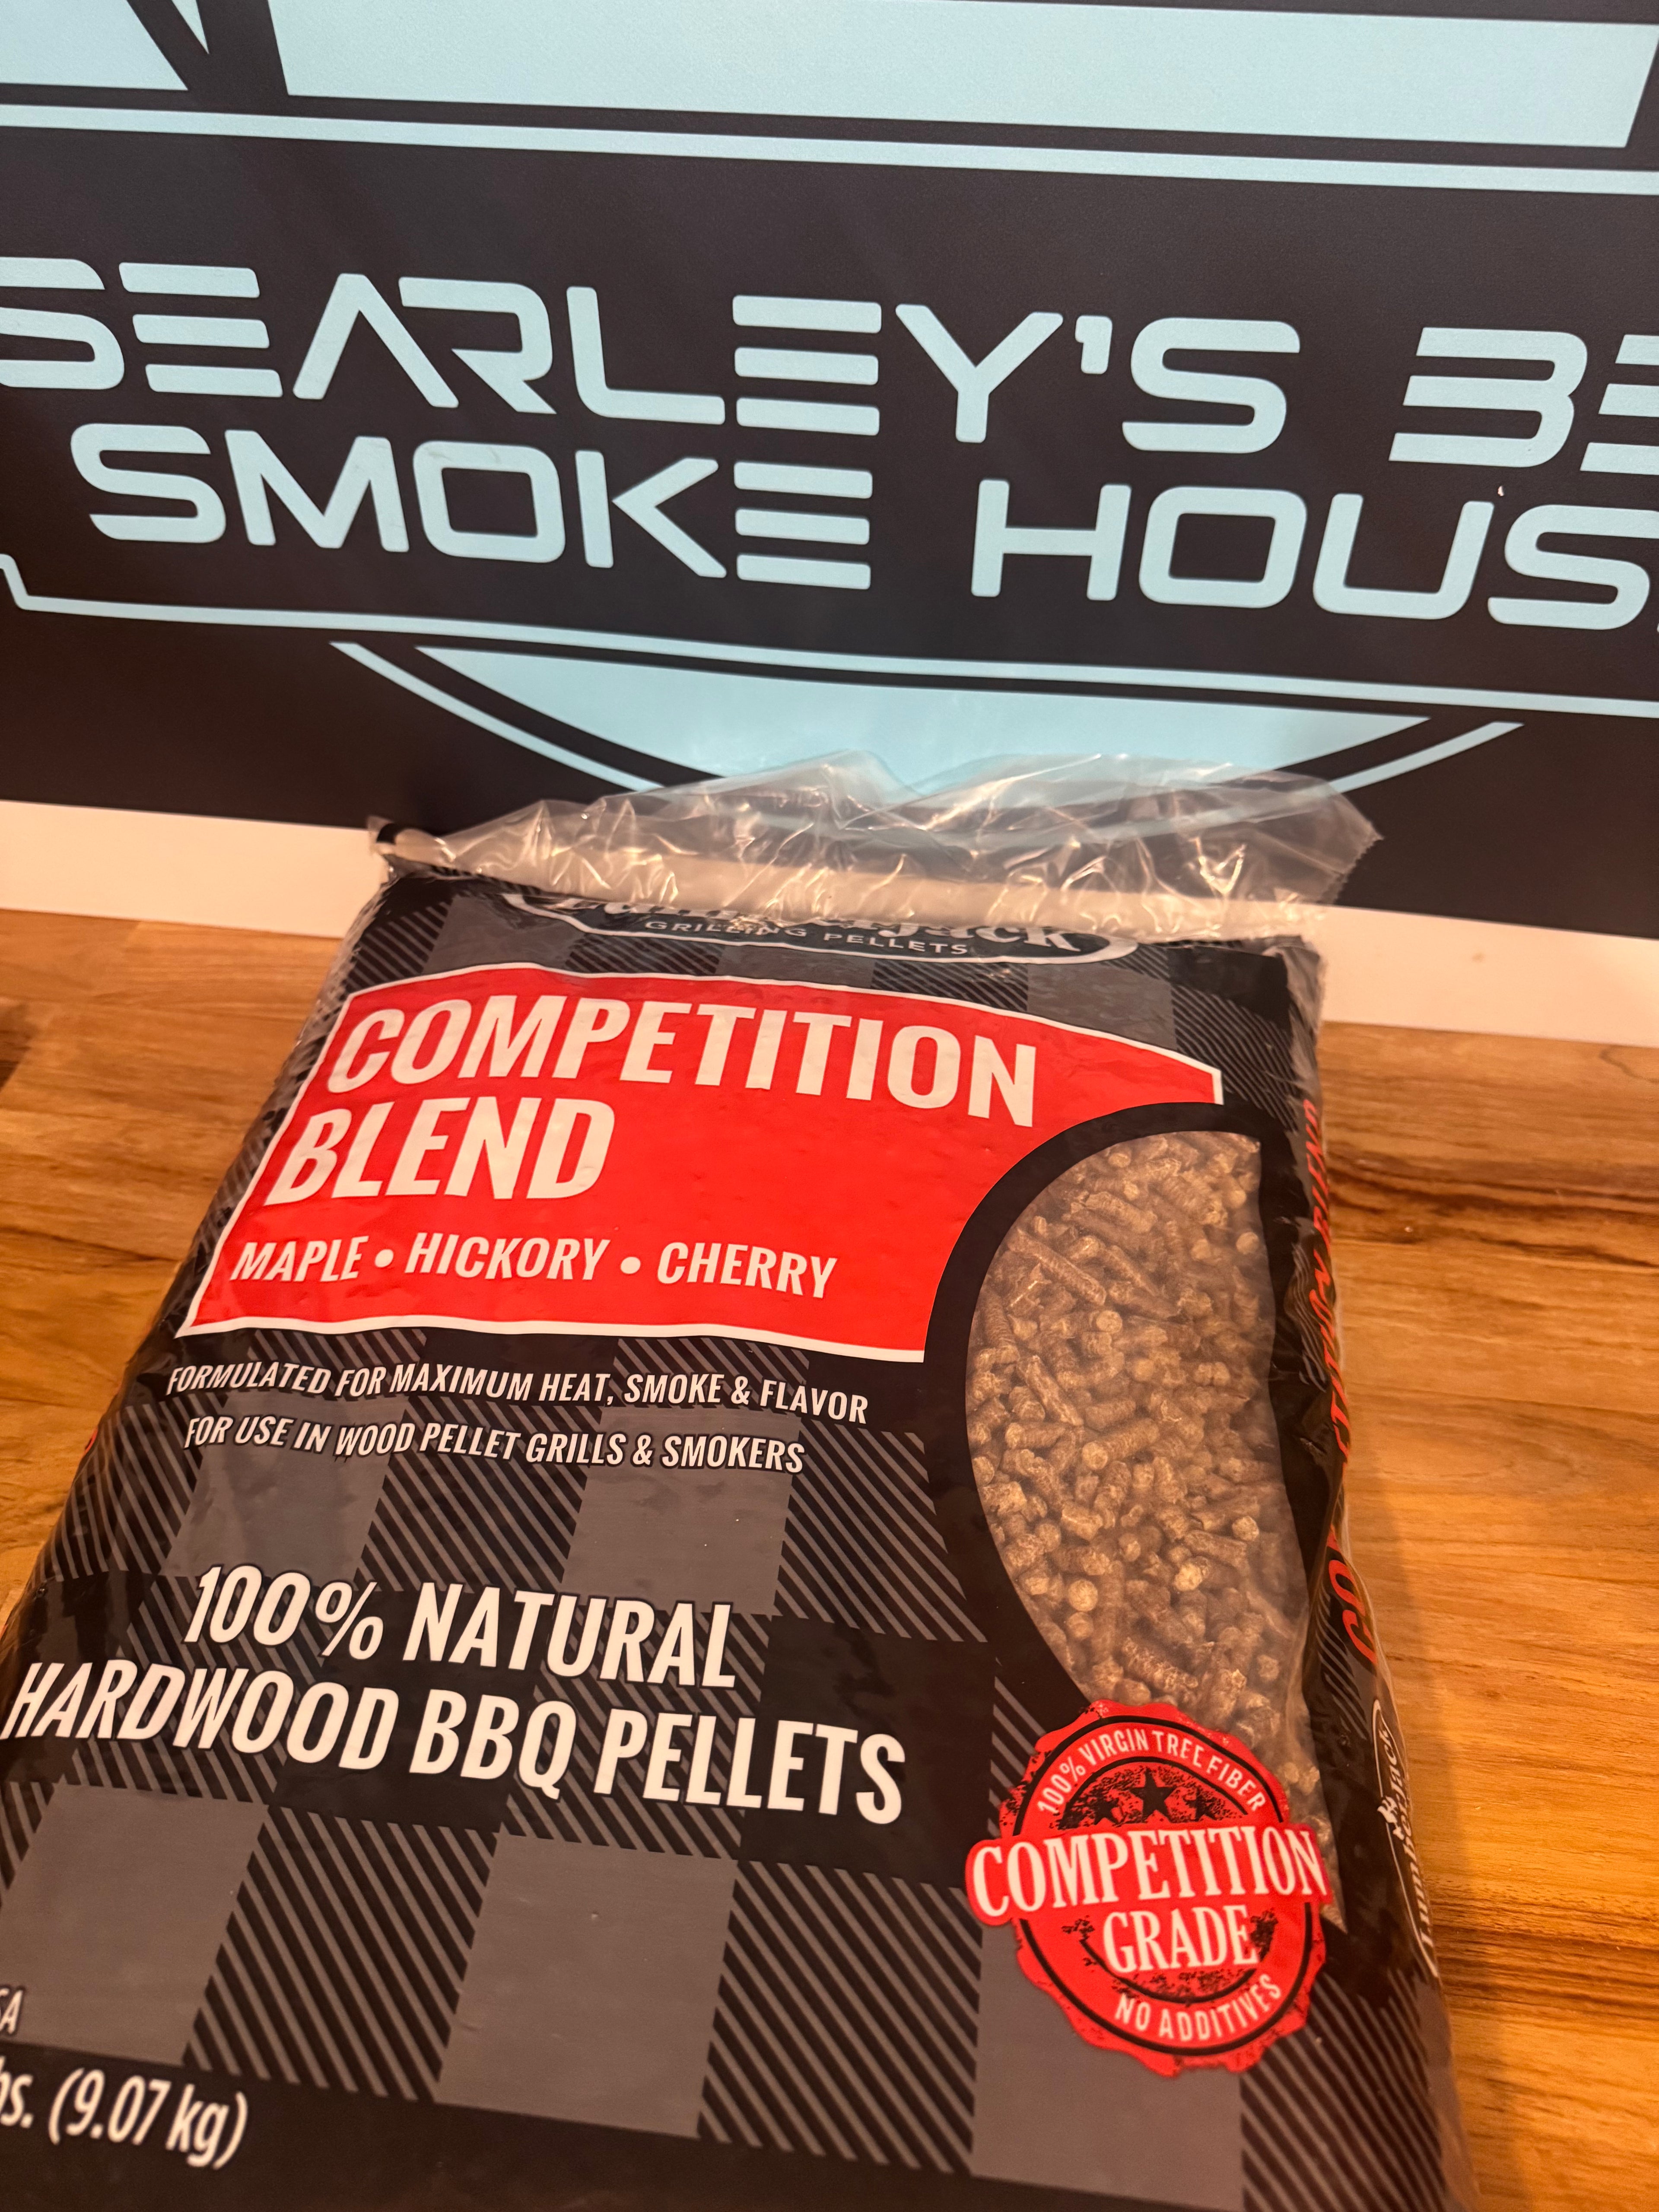 SEARLEY'S
SMOKE
GRILLING PELLETS
COMPETITION
BLEND
MAPLE • HICKORY • CHERRY
FORMULATED FOR MAXIMUM HEAT, SMOKE & FLAVOR
FOR USE IN WOOD PELLET GRILLS & SMOKERS
100% NATURAL
HARDWOOD BBQ PELLETS
100% VIRGIN TREE FIBER
COMPETITION
GRADE
NO ADDITIVES
(9.07 kg)
COMPETITION BLEND